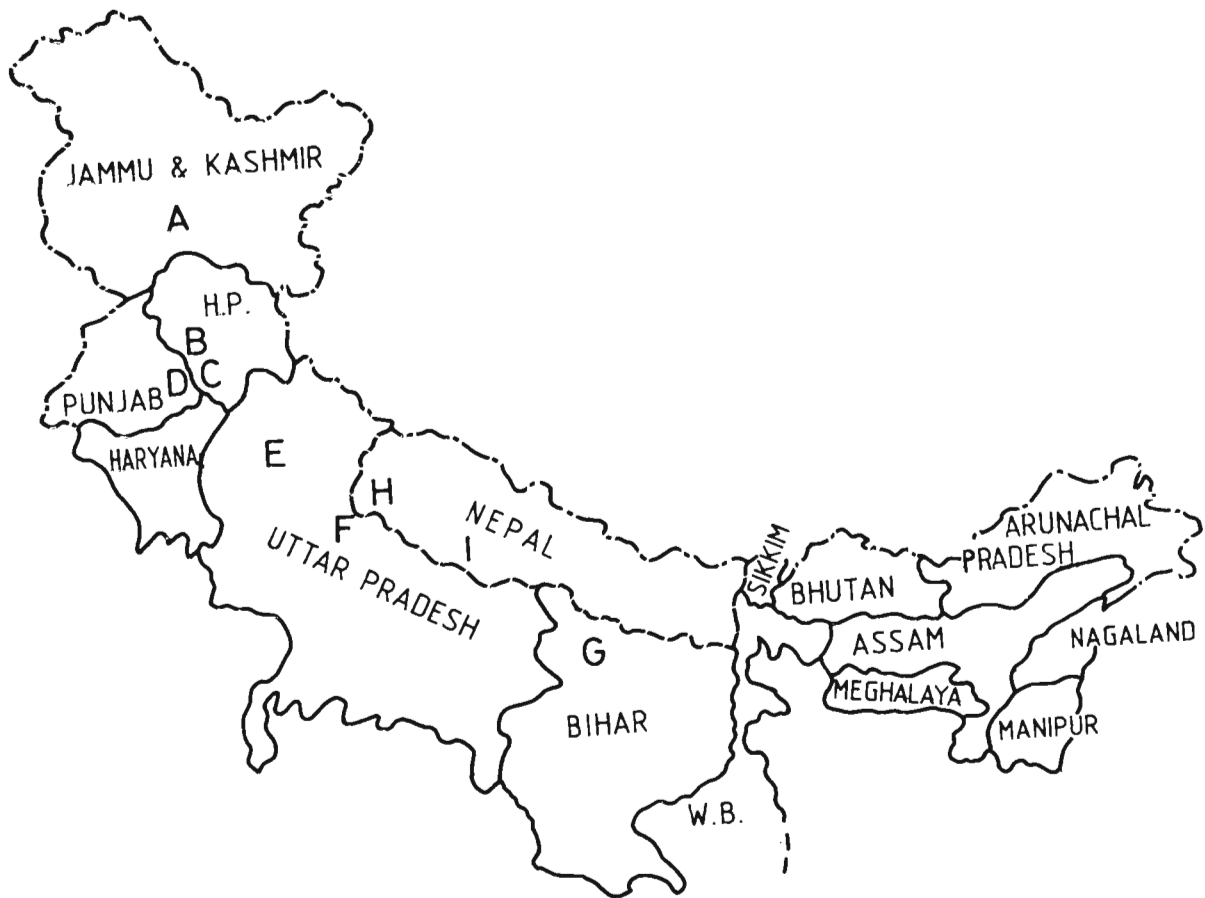 JAMMU & KASHMIR
A
H.P.
B
C
D
PUNJAB
HARYANA
E
H
F
I
NEPAL
UTTAR PRADESH
SIKKIM
BHUTAN
ARUNACHAL
PRADESH
ASSAM
NAGALAND
MEGHALAYA
MANIPUR
G
BIHAR
W.B.